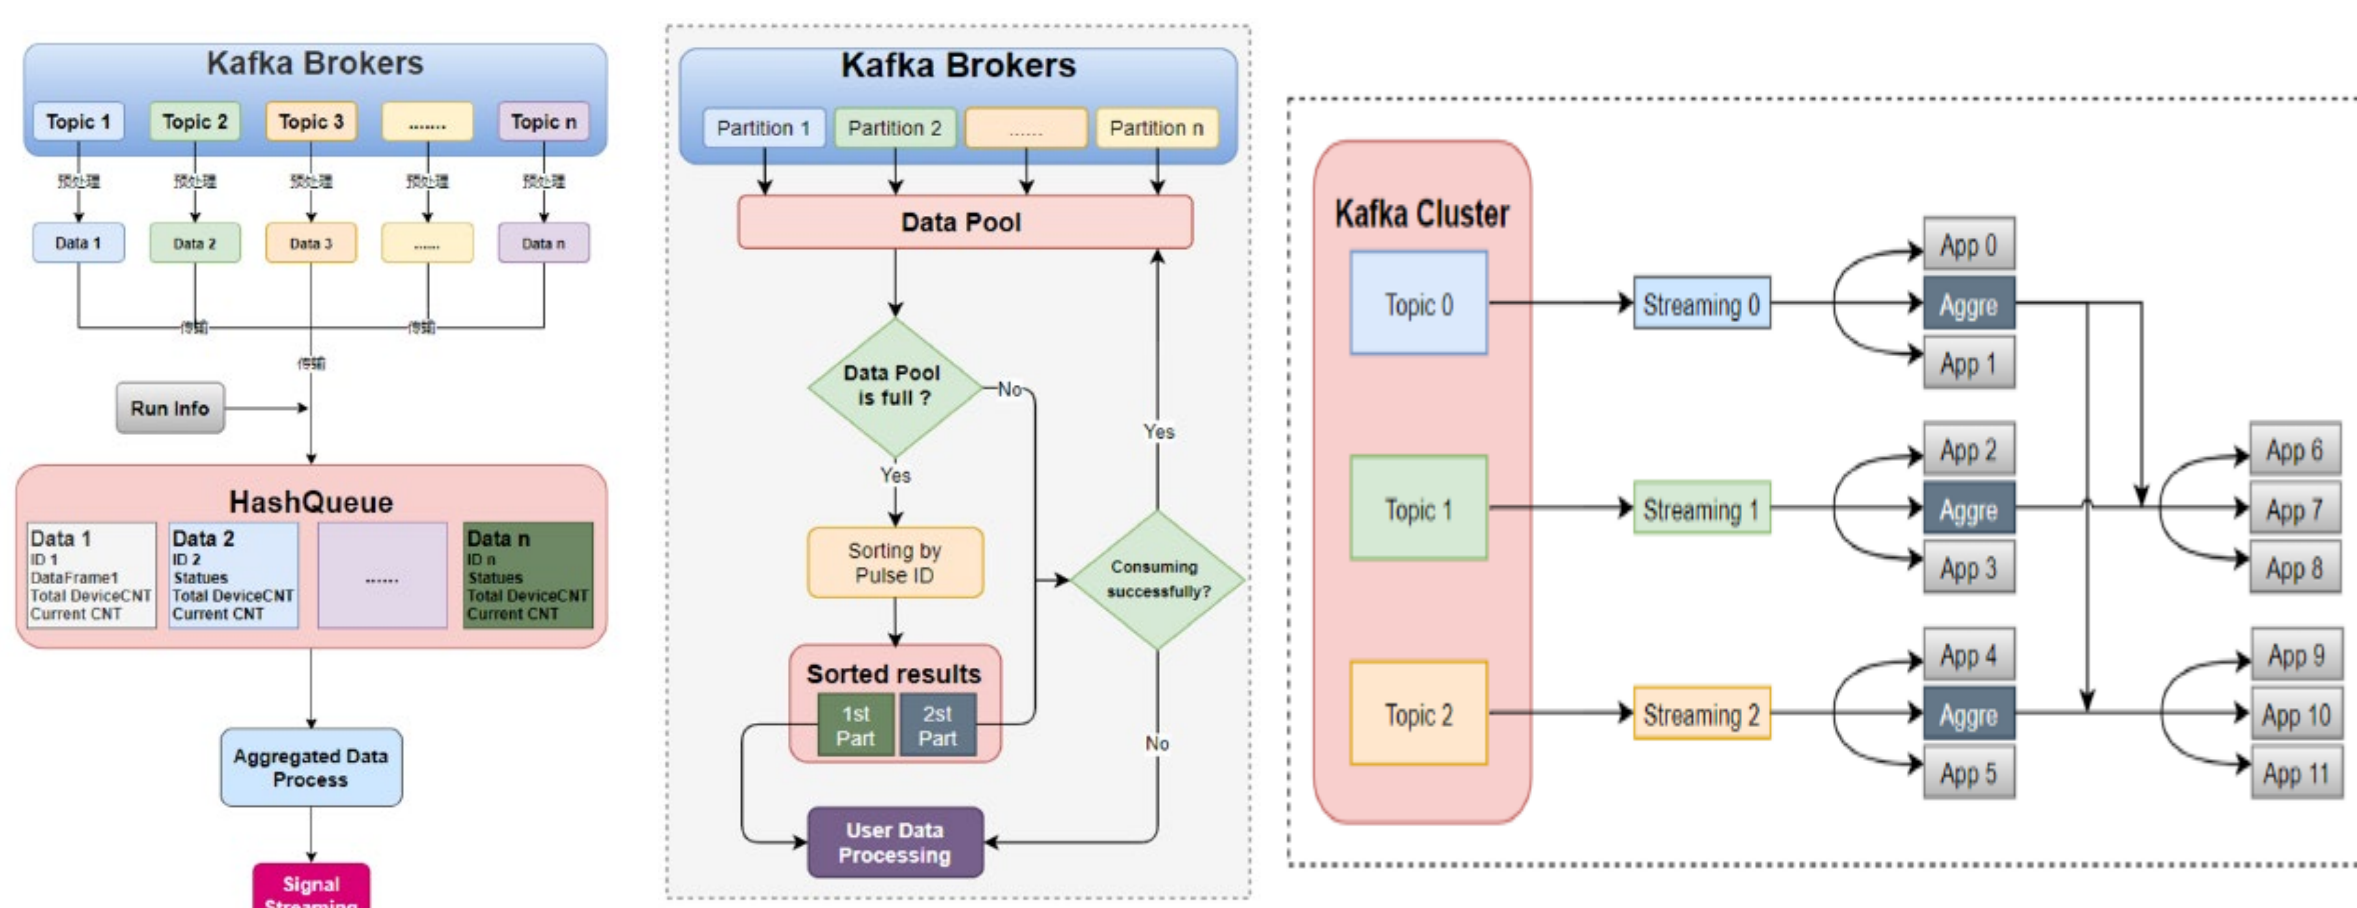 Kafka Brokers
Topic 1
Topic 2
Topic 3
.......
Topic n
预处理
预处理
预处理
预处理
预处理
Data 1
Data 2
Data 3
......
Data n
传输
传输
传输
Run Info
HashQueue
Data 1
ID 1
DataFrame1
Total DeviceCNT
Current CNT
Data 2
ID 2
Statues
Total DeviceCNT
Current CNT
......
Data n
ID n
Statues
Total DeviceCNT
Current CNT
Aggregated Data
Process
Signal
Streaming
Kafka Brokers
Partition 1
Partition 2
......
Partition n
Data Pool
Data Pool
is full ?
No
Yes
Sorting by
Pulse ID
Sorted results
1st
Part
2st
Part
Consuming
successfully?
Yes
No
User Data
Processing
Kafka Cluster
Topic 0
Topic 1
Topic 2
Streaming 0
Streaming 1
Streaming 2
App 0
Aggre
App 1
App 2
Aggre
App 3
App 4
Aggre
App 5
App 6
App 7
App 8
App 9
App 10
App 11